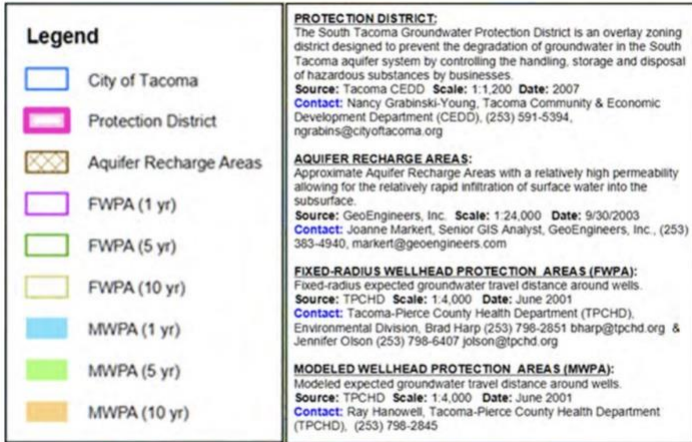 Legend
City of Tacoma
Protection District
Aquifer Recharge Areas
FWPA (1 yr)
FWPA (5 yr)
FWPA (10 yr)
MWPA (1 yr)
MWPA (5 yr)
MWPA (10 yr)
PROTECTION DISTRICT:
The South Tacoma Groundwater Protection District is an overlay zoning
district designed to prevent the degradation of groundwater in the South
Tacoma aquifer system by controlling the handling, storage and disposal
of hazardous substances by businesses.
Source: Tacoma CEDD Scale: 1:1,200 Date: 2007
Contact: Nancy Grabinski-Young, Tacoma Community & Economic
Development Department (CEDD), (253) 591-5394,
ngrabins@cityoftacoma.org
AQUIFER RECHARGE AREAS:
Approximate Aquifer Recharge Areas with a relatively high permeability
allowing for the relatively rapid infiltration of surface water into the
subsurface.
Source: GeoEngineers, Inc. Scale: 1:24,000 Date: 9/30/2003
Contact: Joanne Markert, Senior GIS Analyst, GeoEngineers, Inc., (253)
383-4940, markert@geoengineers.com
FIXED-RADIUS WELLHEAD PROTECTION AREAS (FWPA):
Fixed-radius expected groundwater travel distance around wells.
Source: TPCHD Scale: 1:4,000 Date: June 2001
Contact: Tacoma-Pierce County Health Department (TPCHD),
Environmental Division, Brad Harp (253) 798-2851 bharp@tpchd.org &
Jennifer Olson (253) 798-6407 jolson@tpchd.org
MODELED WELLHEAD PROTECTION AREAS (MWPA):
Modeled expected groundwater travel distance around wells.
Source: TPCHD Scale: 1:4,000 Date: June 2001
Contact: Ray Hanowell, Tacoma-Pierce County Health Department
(TPCHD), (253) 798-2845